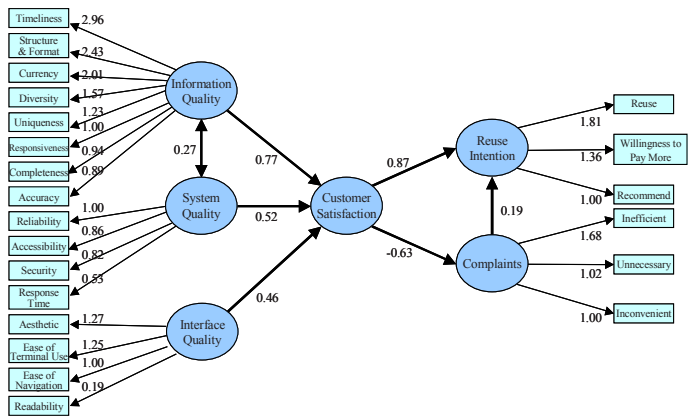 Timeliness
2.96
Structure
& Format
2.43
Currency
2.01
Diversity
1.57
Uniqueness
1.23
Responsiveness
1.00
Completeness
0.94
Accuracy
0.89
Information
Quality
0.27
0.77
Reliability
1.00
Accessibility
0.86
Security
0.82
Response
Time
0.53
System
Quality
0.52
Aesthetic
1.27
Ease of
Terminal Use
1.25
Ease of
Navigation
1.00
Readability
0.19
Interface
Quality
0.46
Customer
Satisfaction
0.87
-0.63
Reuse
Intention
0.19
Complaints
Reuse
1.81
Willingness to
Pay More
1.36
Recommend
1.00
Inefficient
1.68
Unnecessary
1.02
Inconvenient
1.00